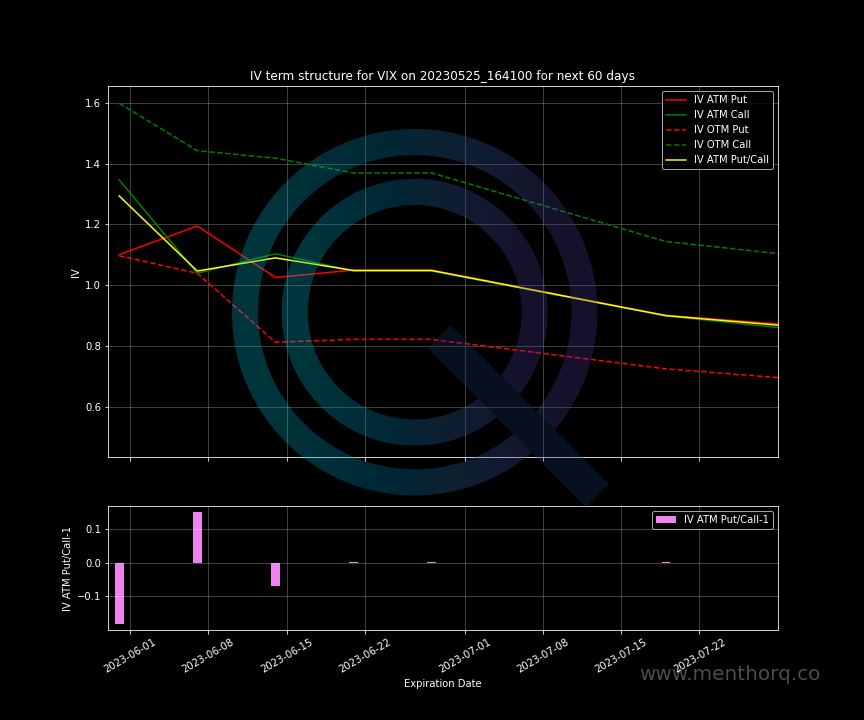 IV term structure for VIX on 20230525_164100 for next 60 days
IV
1.6
1.4
1.2
1.0
0.8
0.6
IV ATM Put
IV ATM Call
IV OTM Put
IV OTM Call
IV ATM Put/Call
IV ATM Put/Call-1
0.1
0.0
−0.1
IV ATM Put/Call-1
2023-06-01
2023-06-08
2023-06-15
2023-06-22
2023-07-01
2023-07-08
2023-07-15
2023-07-22
Expiration Date
www.menthorq.co